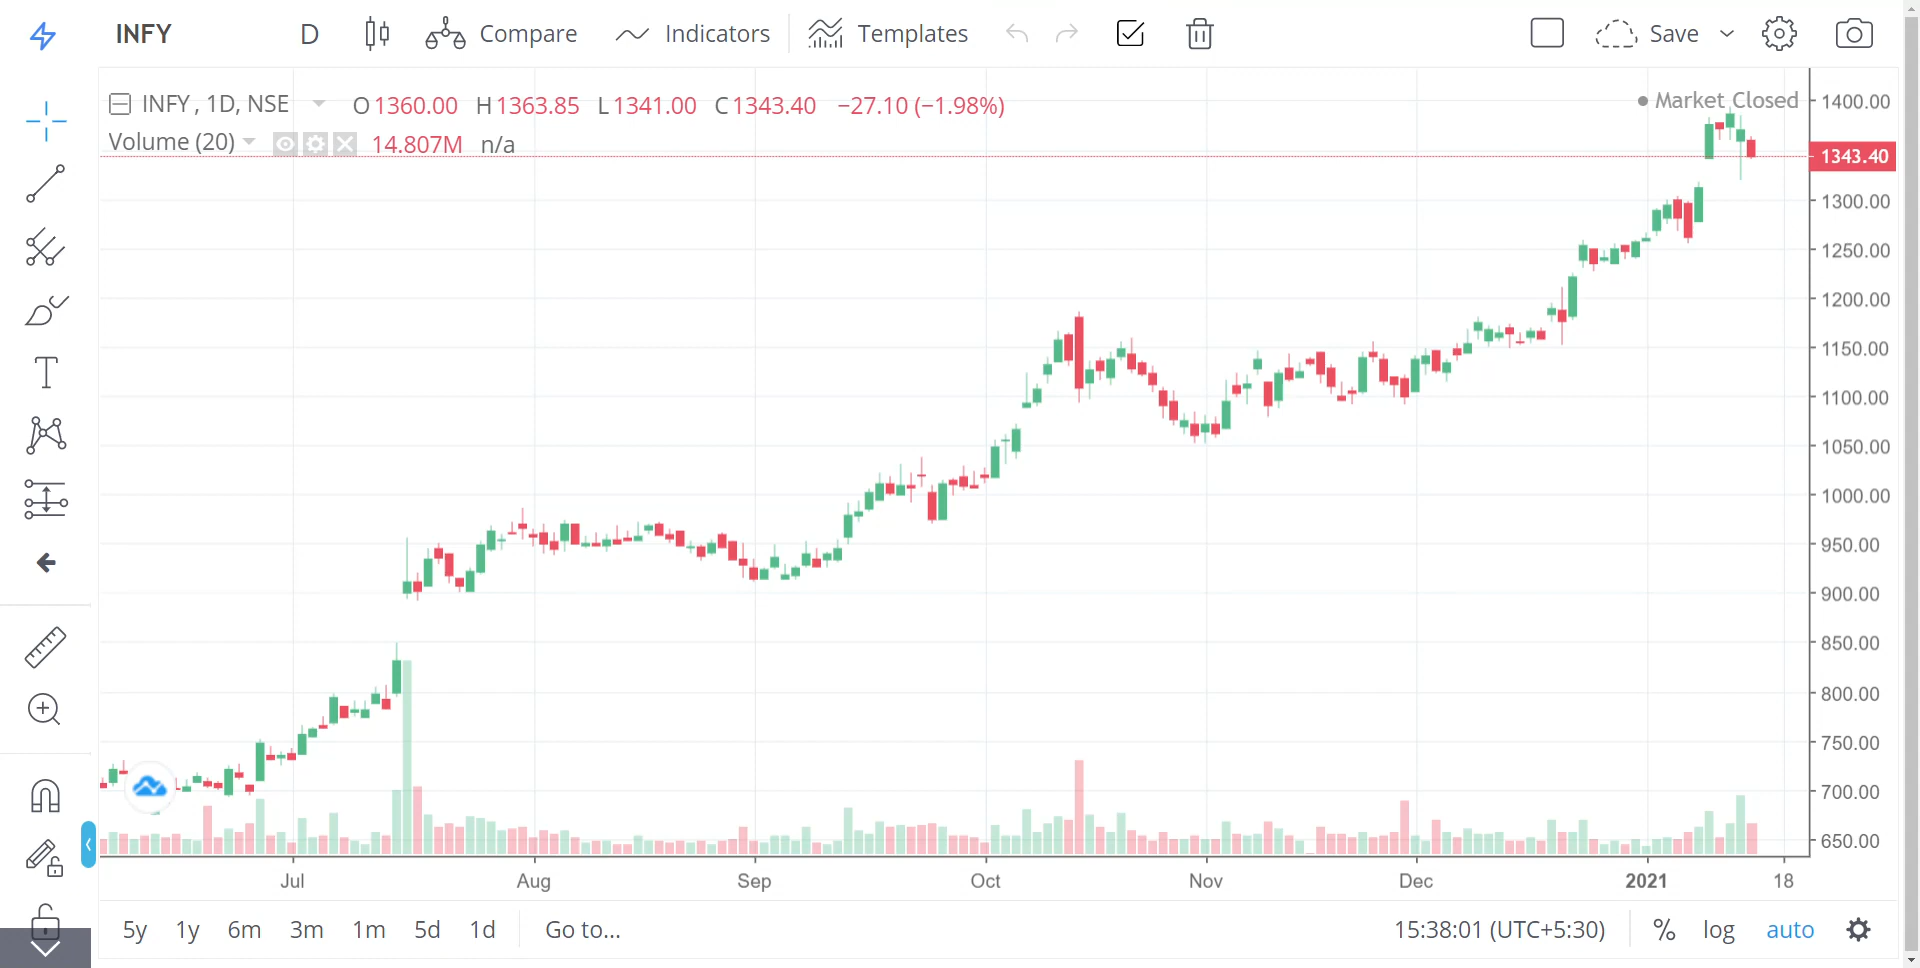 INFY D Compare Indicators Templates Save
INFY, 1D, NSE O1360.00 H1363.85 L1341.00 C1343.40 −27.10 (−1.98%)
Market Closed
Volume (20) 14.807M n/a
1400.00
1343.40
1300.00
1250.00
1200.00
1150.00
1100.00
1050.00
1000.00
950.00
900.00
850.00
800.00
750.00
700.00
650.00
Jul Aug Sep Oct Nov Dec 2021 18
5y 1y 6m 3m 1m 5d 1d Go to... 15:38:01 (UTC+5:30) % log auto